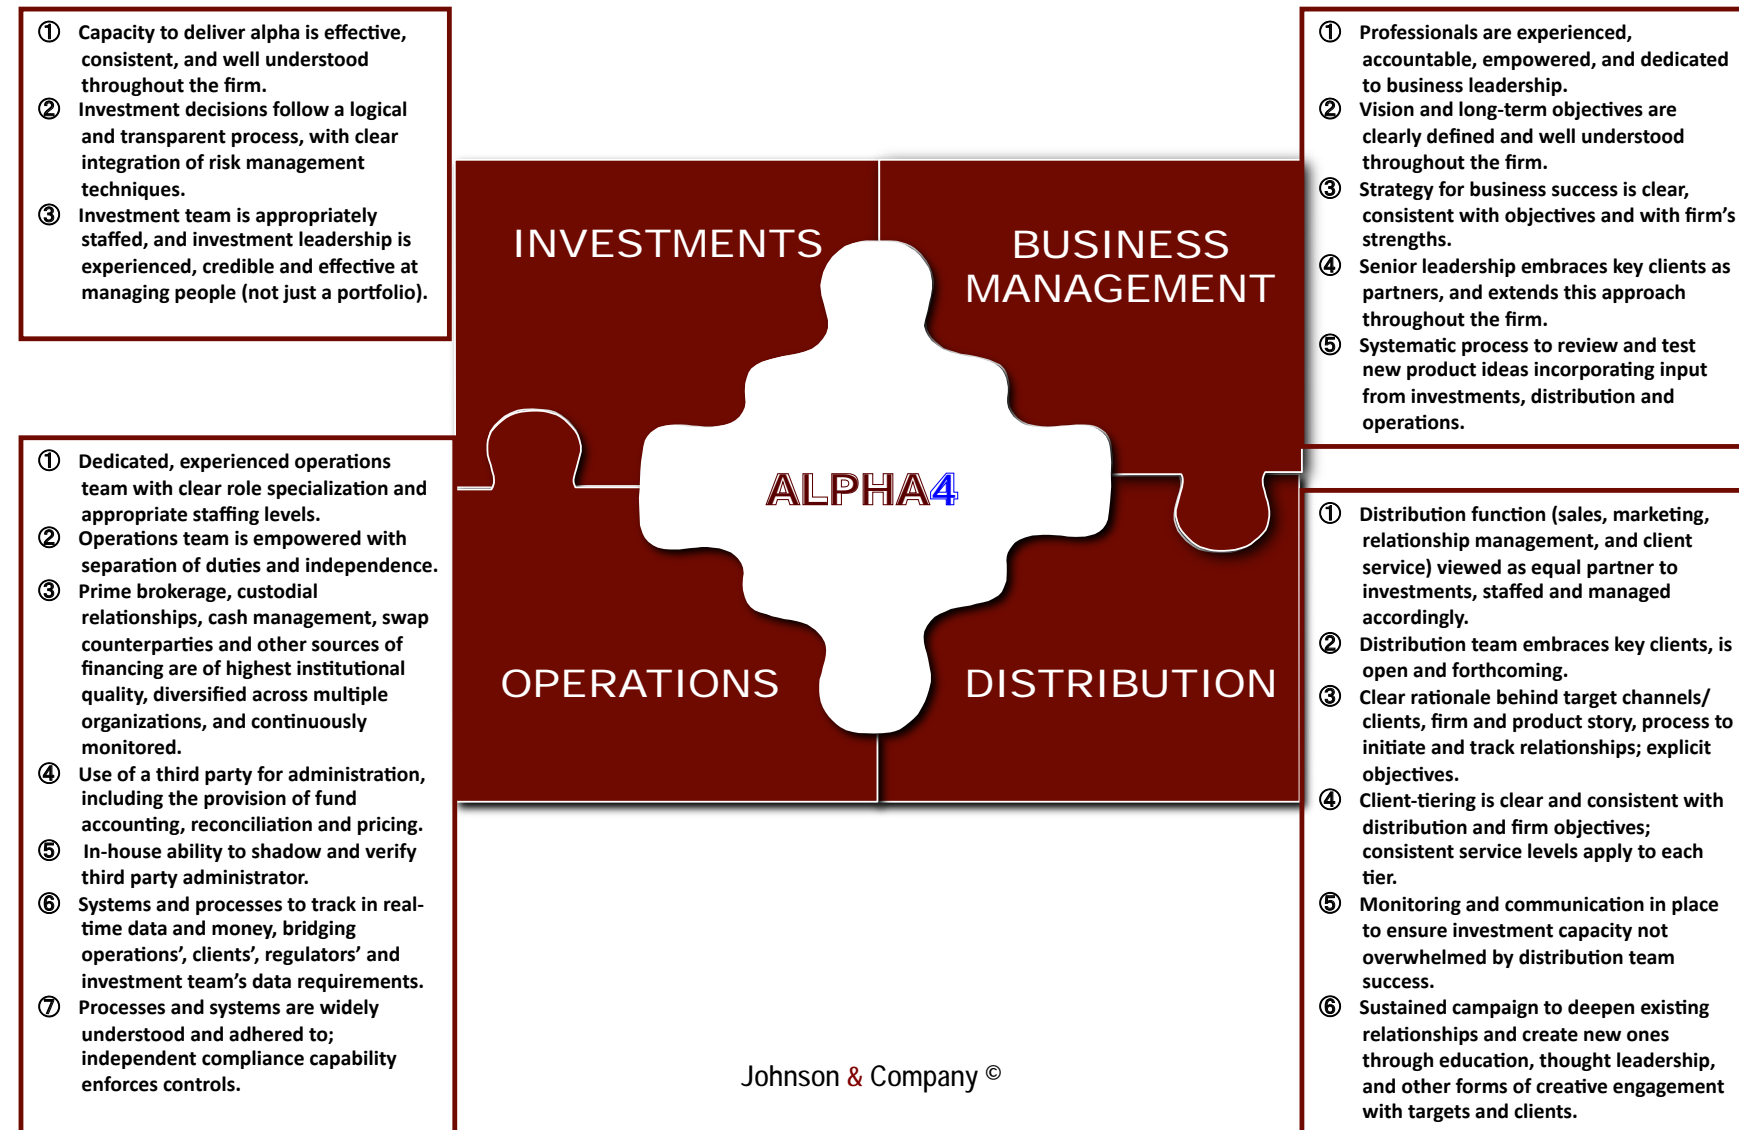 ① Capacity to deliver alpha is effective,
consistent, and well understood
throughout the firm.
② Investment decisions follow a logical
and transparent process, with clear
integration of risk management
techniques.
③ Investment team is appropriately
staffed, and investment leadership is
experienced, credible and effective at
managing people (not just a portfolio).
① Professionals are experienced,
accountable, empowered, and dedicated
to business leadership.
② Vision and long-term objectives are
clearly defined and well understood
throughout the firm.
③ Strategy for business success is clear,
consistent with objectives and with firm's
strengths.
④ Senior leadership embraces key clients as
partners, and extends this approach
throughout the firm.
⑤ Systematic process to review and test
new product ideas incorporating input
from investments, distribution and
operations.
INVESTMENTS
BUSINESS
MANAGEMENT
ALPHA4
OPERATIONS
DISTRIBUTION
① Dedicated, experienced operations
team with clear role specialization and
appropriate staffing levels.
② Operations team is empowered with
separation of duties and independence.
③ Prime brokerage, custodial
relationships, cash management, swap
counterparties and other sources of
financing are of highest institutional
quality, diversified across multiple
organizations, and continuously
monitored.
④ Use of a third party for administration,
including the provision of fund
accounting, reconciliation and pricing.
⑤ In-house ability to shadow and verify
third party administrator.
⑥ Systems and processes to track in real-
time data and money, bridging
operations', clients', regulators' and
investment team's data requirements.
⑦ Processes and systems are widely
understood and adhered to;
independent compliance capability
enforces controls.
① Distribution function (sales, marketing,
relationship management, and client
service) viewed as equal partner to
investments, staffed and managed
accordingly.
② Distribution team embraces key clients, is
open and forthcoming.
③ Clear rationale behind target channels/
clients, firm and product story, process to
initiate and track relationships; explicit
objectives.
④ Client-tiering is clear and consistent with
distribution and firm objectives;
consistent service levels apply to each
tier.
⑤ Monitoring and communication in place
to ensure investment capacity not
overwhelmed by distribution team
success.
⑥ Sustained campaign to deepen existing
relationships and create new ones
through education, thought leadership,
and other forms of creative engagement
with targets and clients.
Johnson & Company ©